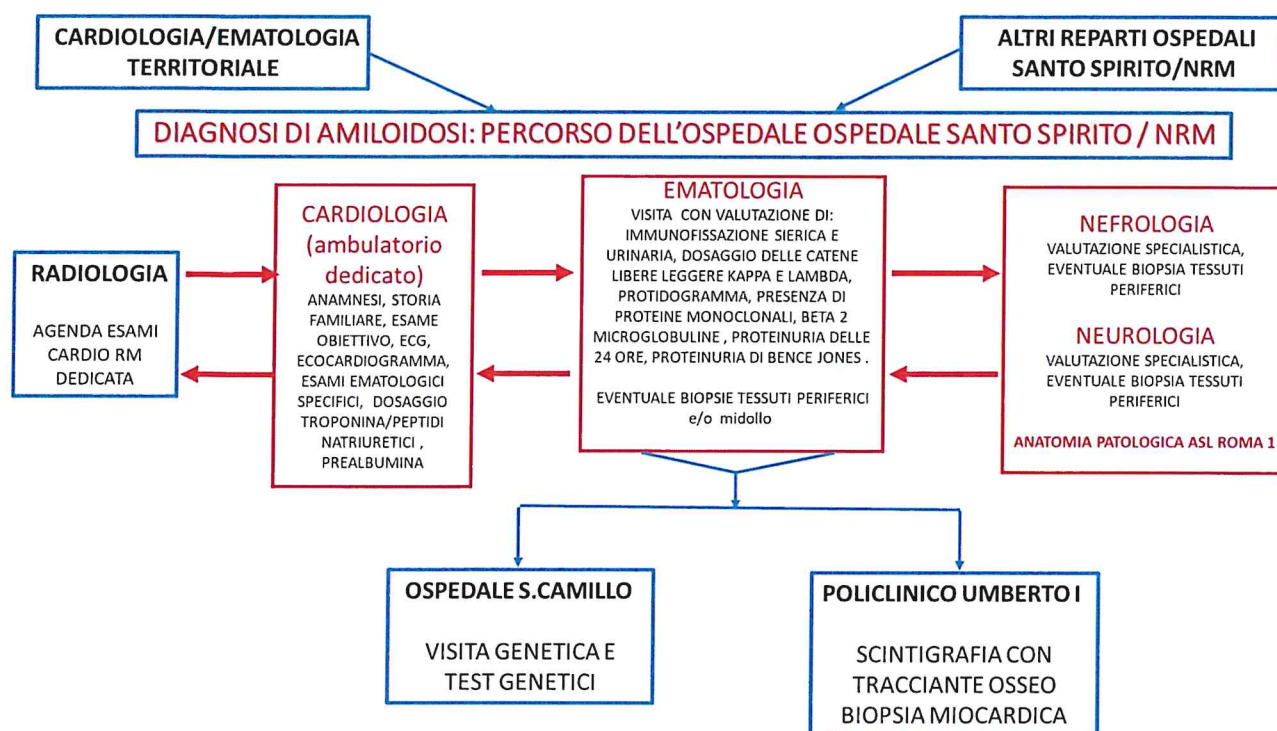 CARDIOLOGIA/EMATOLOGIA
TERRITORIALE
ALTRI REPARTI OSPEDALI
SANTO SPIRITO/NRM
DIAGNOSI DI AMILOIDOSI: PERCORSO DELL'OSPEDALE OSPEDALE SANTO SPIRITO / NRM
RADIOLOGIA
AGENDA ESAMI
CARDIO RM
DEDICATA
CARDIOLOGIA
(ambulatorio
dedicato)
ANAMNESI, STORIA
FAMILIARE, ESAME
OBIETTIVO, ECG,
ECOCARDIOGRAMMA,
ESAMI EMATOLOGICI
SPECIFICI, DOSAGGIO
TROPONINA/PEPTIDI
NATRIURETICI ,
PREALBUMINA
EMATOLOGIA
VISITA CON VALUTAZIONE DI:
IMMUNOFISSAZIONE SIERICA E
URINARIA, DOSAGGIO DELLE CATENE
LIBERE LEGGERE KAPPA E LAMBDA,
PROTIDOGRAMMA, PRESENZA DI
PROTEINE MONOCLONALI, BETA 2
MICROGLOBULINE , PROTEINURIA DELLE
24 ORE, PROTEINURIA DI BENCE JONES .
EVENTUALE BIOPSIE TESSUTI PERIFERICI
e/o midollo
NEFROLOGIA
VALUTAZIONE SPECIALISTICA,
EVENTUALE BIOPSIA TESSUTI
PERIFERICI
NEUROLOGIA
VALUTAZIONE SPECIALISTICA,
EVENTUALE BIOPSIA TESSUTI
PERIFERICI
ANATOMIA PATOLOGICA ASL ROMA 1
OSPEDALE S.CAMILLO
VISITA GENETICA E
TEST GENETICI
POLICLINICO UMBERTO I
SCINTIGRAFIA CON
TRACCIANTE OSSEO
BIOPSIA MIOCARDICA